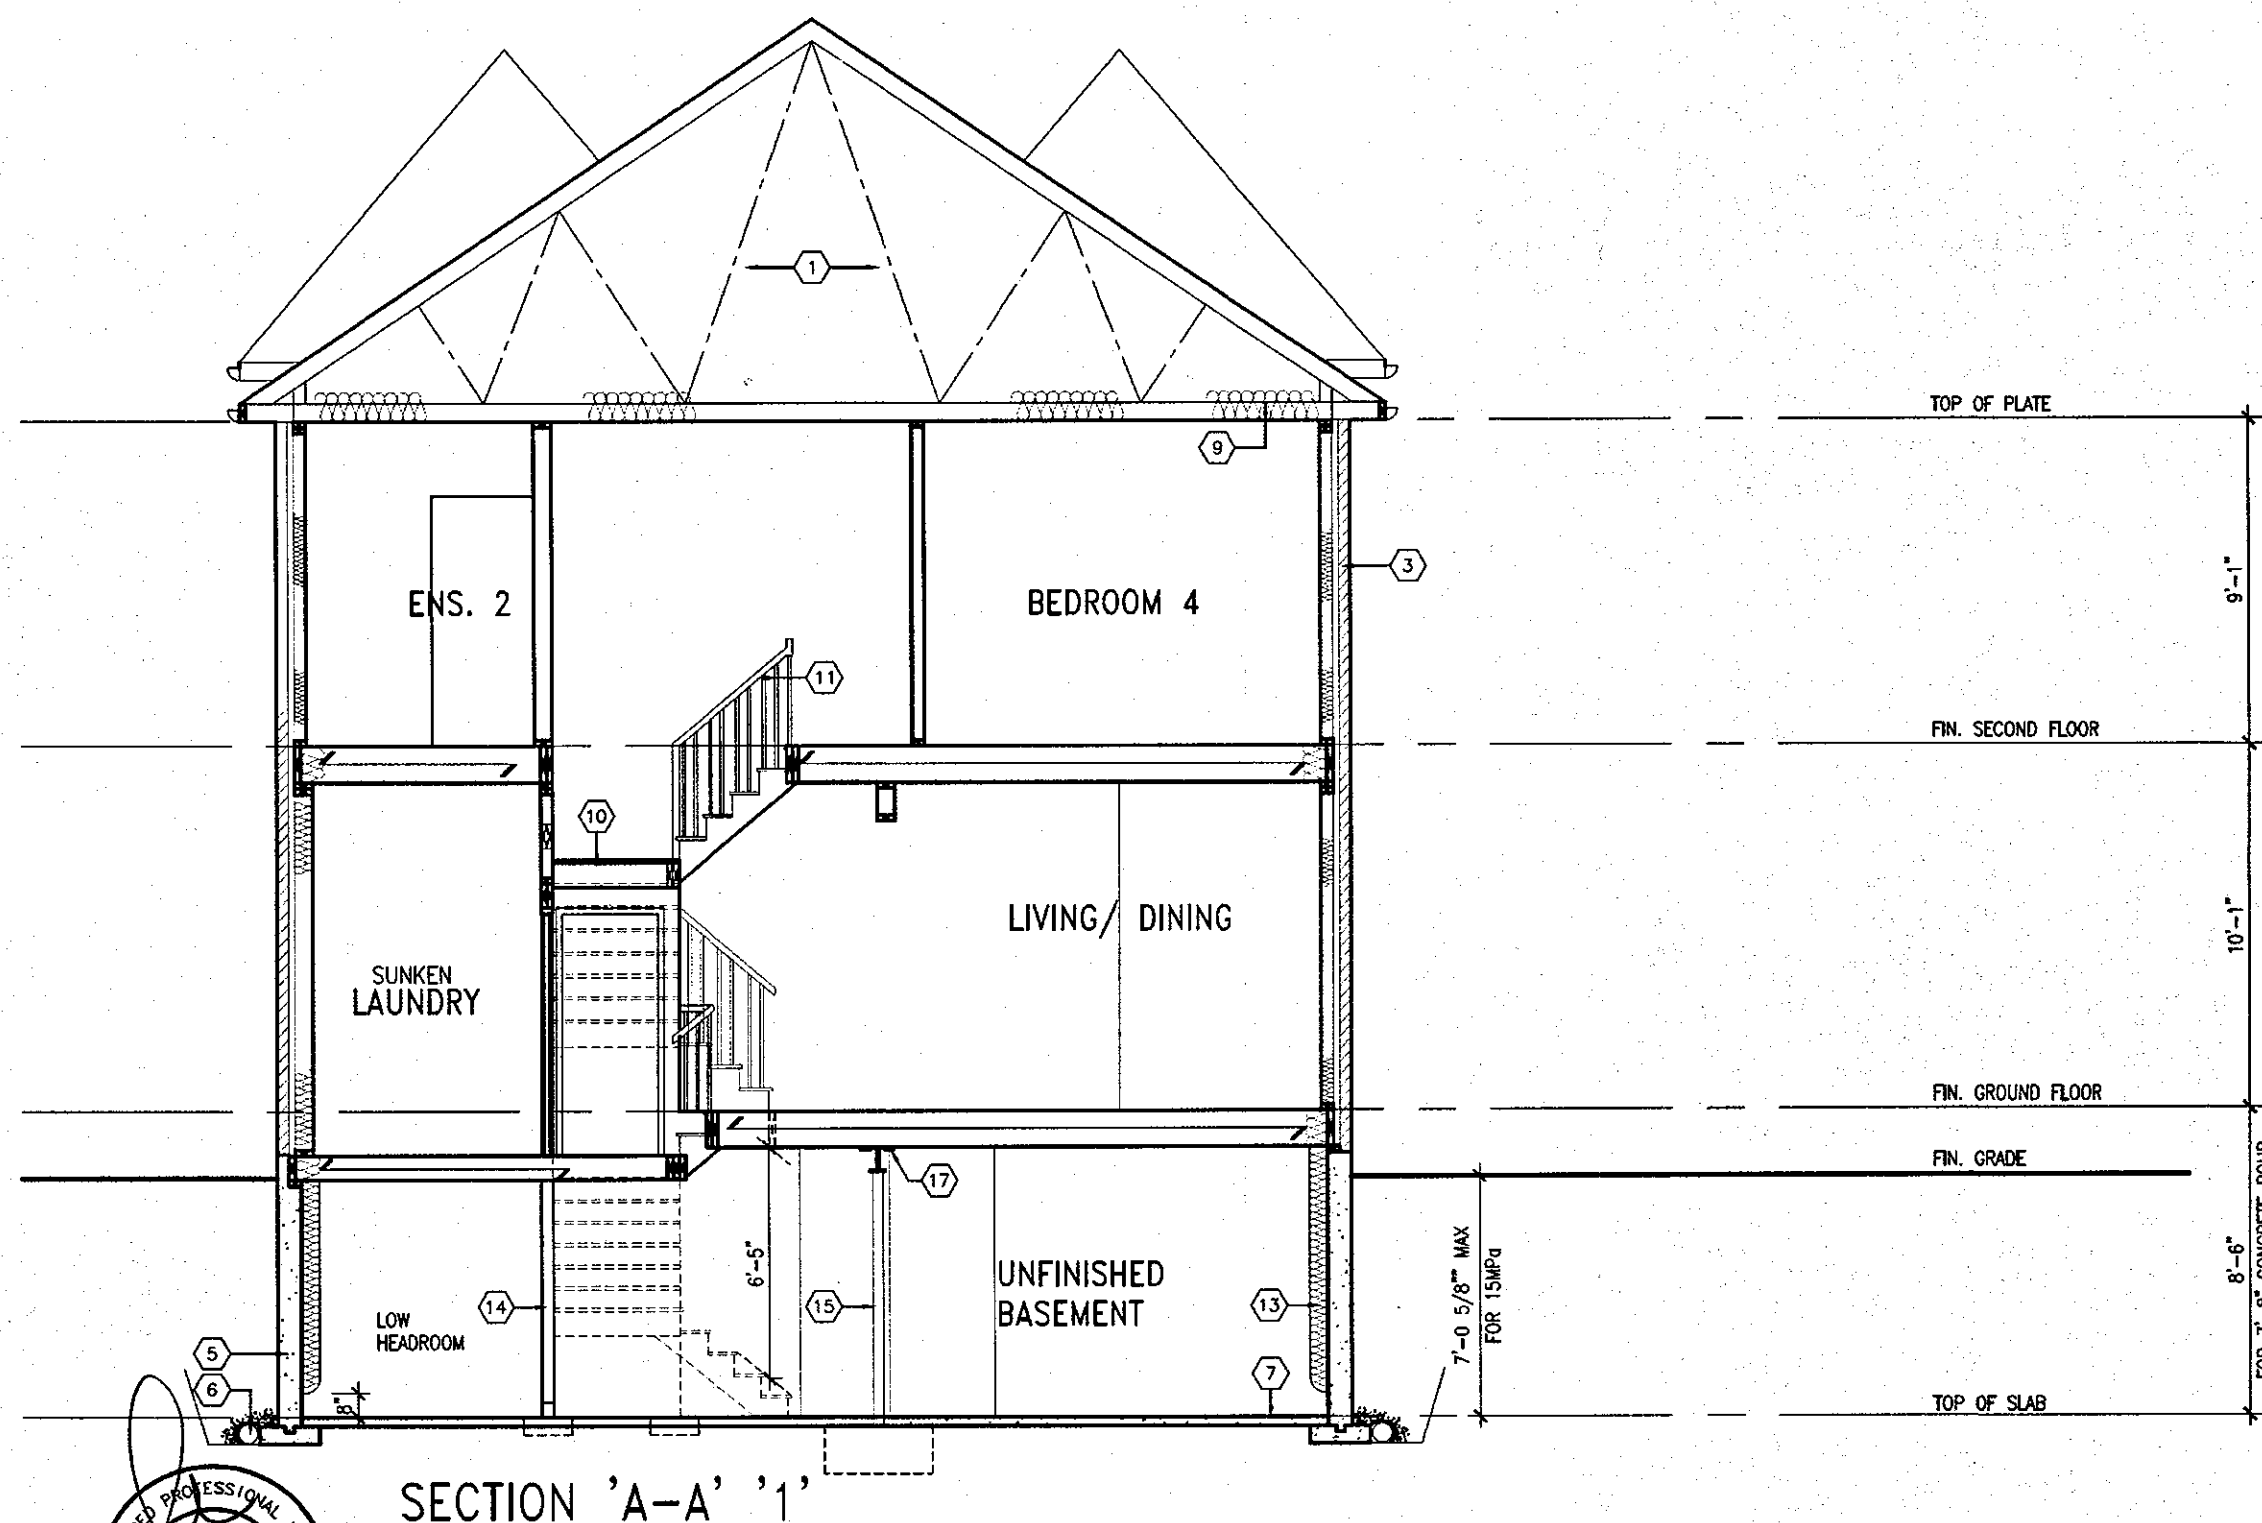 1
TOP OF PLATE
9
3
9'-1"
ENS. 2
BEDROOM 4
11
FIN. SECOND FLOOR
10
LIVING/ DINING
10'-1"
SUNKEN
LAUNDRY
FIN. GROUND FLOOR
FIN. GRADE
17
6'-5"
UNFINISHED
BASEMENT
7'-0 5/8"" MAX
FOR 15MPa
8'-6"
14
15
13
LOW
HEADROOM
5
6
7
8"
TOP OF SLAB
SECTION 'A-A' '1'
PROFESSIONAL